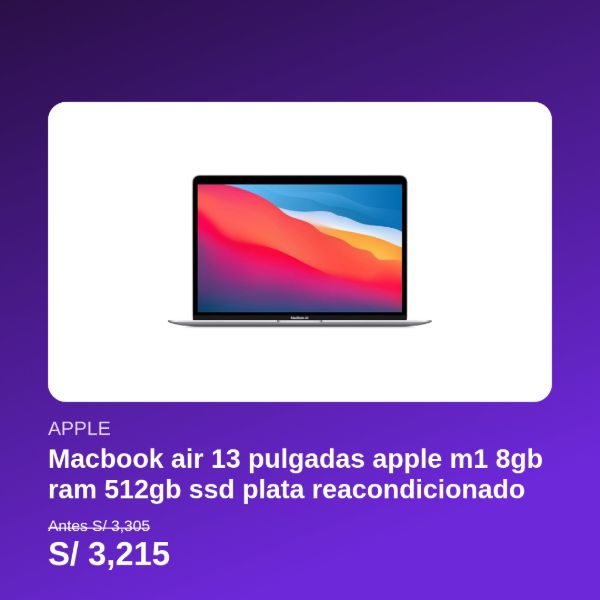 APPLE
Macbook air 13 pulgadas apple m1 8gb
ram 512gb ssd plata reacondicionado
Antes S/ 3,305
S/ 3,215